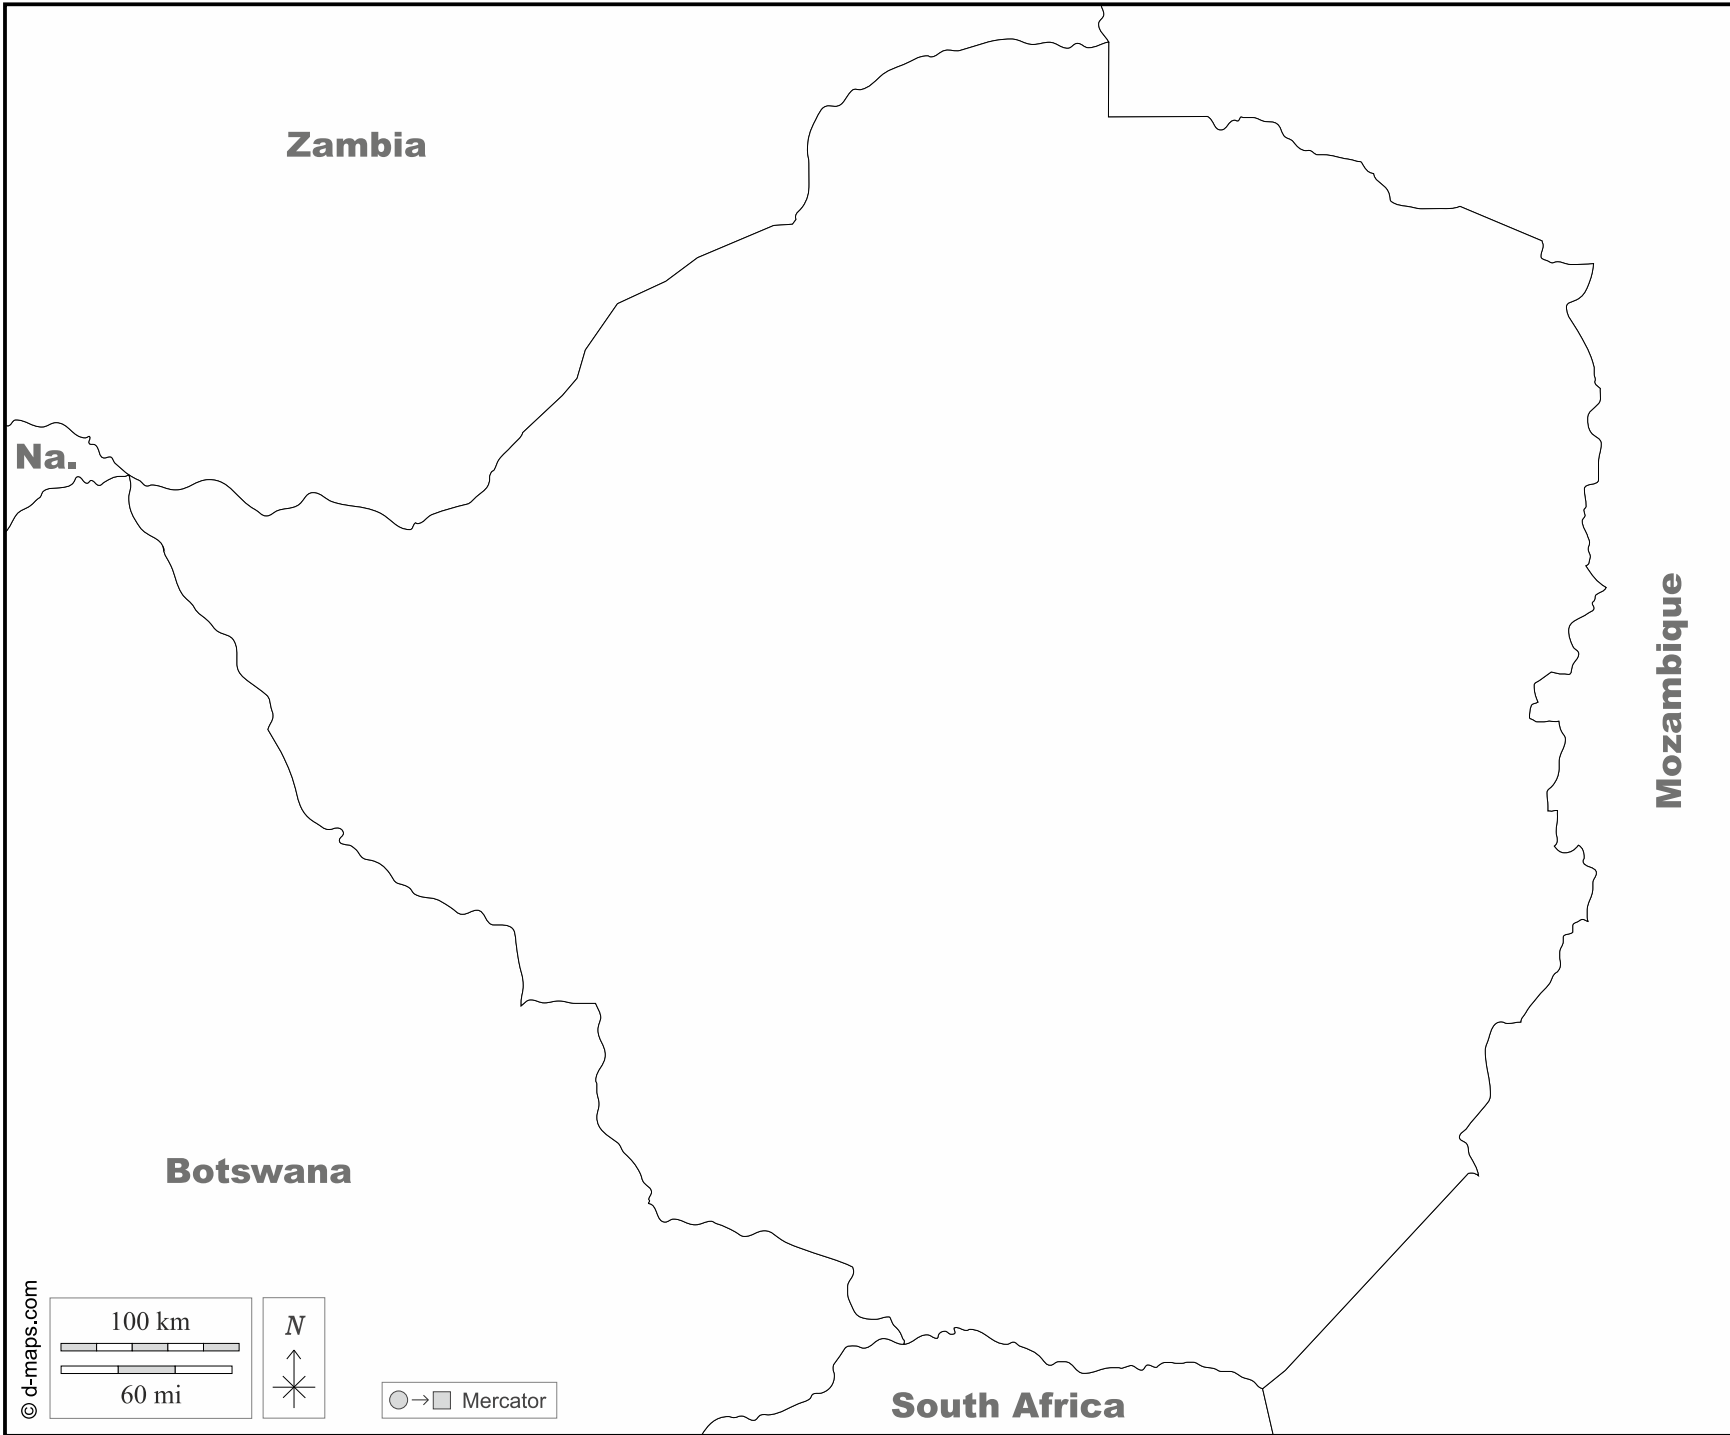 Zambia
Na.
Mozambique
Botswana
South Africa
© d-maps.com
100 km
60 mi
N
Mercator